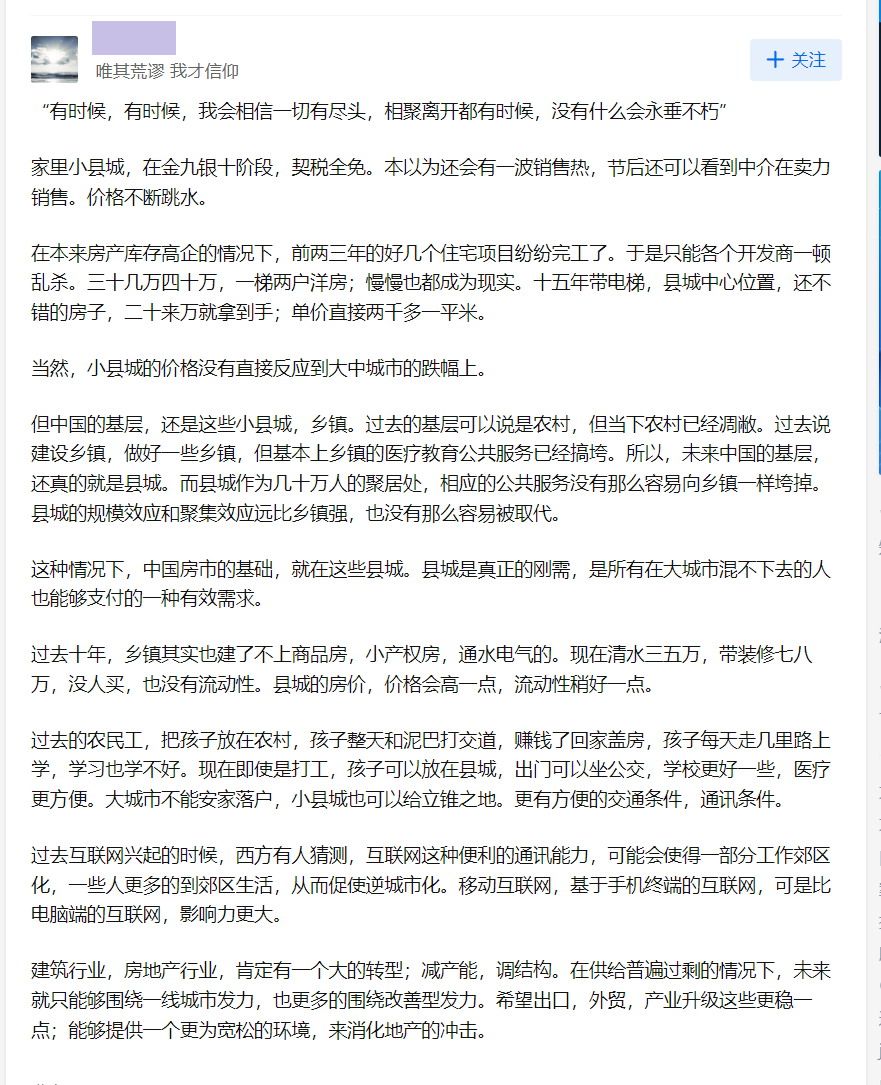 唯其荒谬 我才信仰
+ 关注
“有时候，有时候，我会相信一切有尽头，相聚离开都有时候，没有什么会永垂不朽”
家里小县城，在金九银十阶段，契税全免。本以为还会有一波销售热，节后还可以看到中介在卖力
销售。价格不断跳水。
在本来房产库存高企的情况下，前两三年的好几个住宅项目纷纷完工了。于是只能各个开发商一顿
乱杀。三十几万四十万，一梯两户洋房；慢慢也都成为现实。十五年带电梯，县城中心位置，还不
错的房子，二十来万就拿到手；单价直接两千多一平米。
当然，小县城的价格没有直接反应到大中城市的跌幅上。
但中国的基层，还是这些小县城，乡镇。过去的基层可以说是农村，但当下农村已经凋敝。过去说
建设乡镇，做好一些乡镇，但基本上乡镇的医疗教育公共服务已经搞垮。所以，未来中国的基层，
还真的就是县城。而县城作为几十万人的聚居处，相应的公共服务没有那么容易向乡镇一样垮掉。
县城的规模效应和聚集效应远比乡镇强，也没有那么容易被取代。
这种情况下，中国房市的基础，就在这些县城。县城是真正的刚需，是所有在大城市混不下去的人
也能够支付的一种有效需求。
过去十年，乡镇其实也建了不上商品房，小产权房，通水电气的。现在清水三五万，带装修七八
万，没人买，也没有流动性。县城的房价，价格会高一点，流动性稍好一点。
过去的农民工，把孩子放在农村，孩子整天和泥巴打交道，赚钱了回家盖房，孩子每天走几里路上
学，学习也学不好。现在即使是打工，孩子可以放在县城，出门可以坐公交，学校更好一些，医疗
更方便。大城市不能安家落户，小县城也可以给立锥之地。更有方便的交通条件，通讯条件。
过去互联网兴起的时候，西方有人猜测，互联网这种便利的通讯能力，可能会使得一部分工作郊区
化，一些人更多的到郊区生活，从而促使逆城市化。移动互联网，基于手机终端的互联网，可是比
电脑端的互联网，影响力更大。
建筑行业，房地产行业，肯定有一个大的转型；减产能，调结构。在供给普遍过剩的情况下，未来
就只能够围绕一线城市发力，也更多的围绕改善型发力。希望出口，外贸，产业升级这些更稳一
点；能够提供一个更为宽松的环境，来消化地产的冲击。